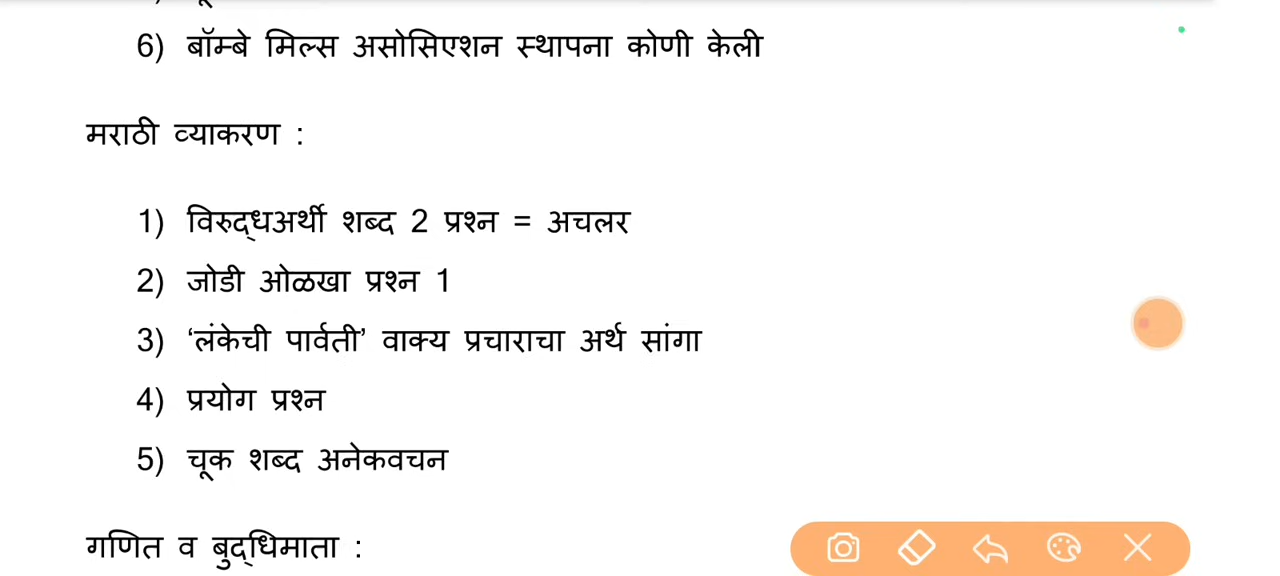 6) बॉम्बे मिल्स असोसिएशन स्थापना कोणी केली
मराठी व्याकरण :
1) विरुद्धअर्थी शब्द 2 प्रश्न = अचलर
2) जोडी ओळखा प्रश्न 1
3) ‘लंकेची पार्वती’ वाक्य प्रचाराचा अर्थ सांगा
4) प्रयोग प्रश्न
5) चूक शब्द अनेकवचन
गणित व बुद्धिमाता :